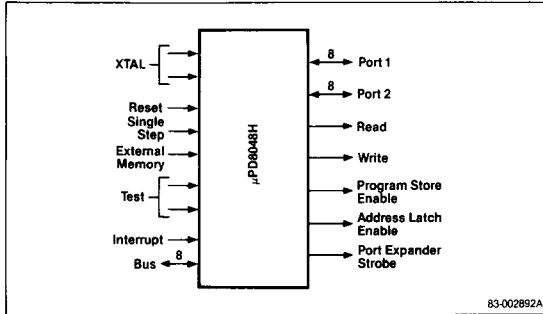 XTAL
Reset
Single
Step
External
Memory
Test
Interrupt
Bus
8
μPD8048H
8
Port 1
8
Port 2
Read
Write
Program Store
Enable
Address Latch
Enable
Port Expander
Strobe
83-002892A